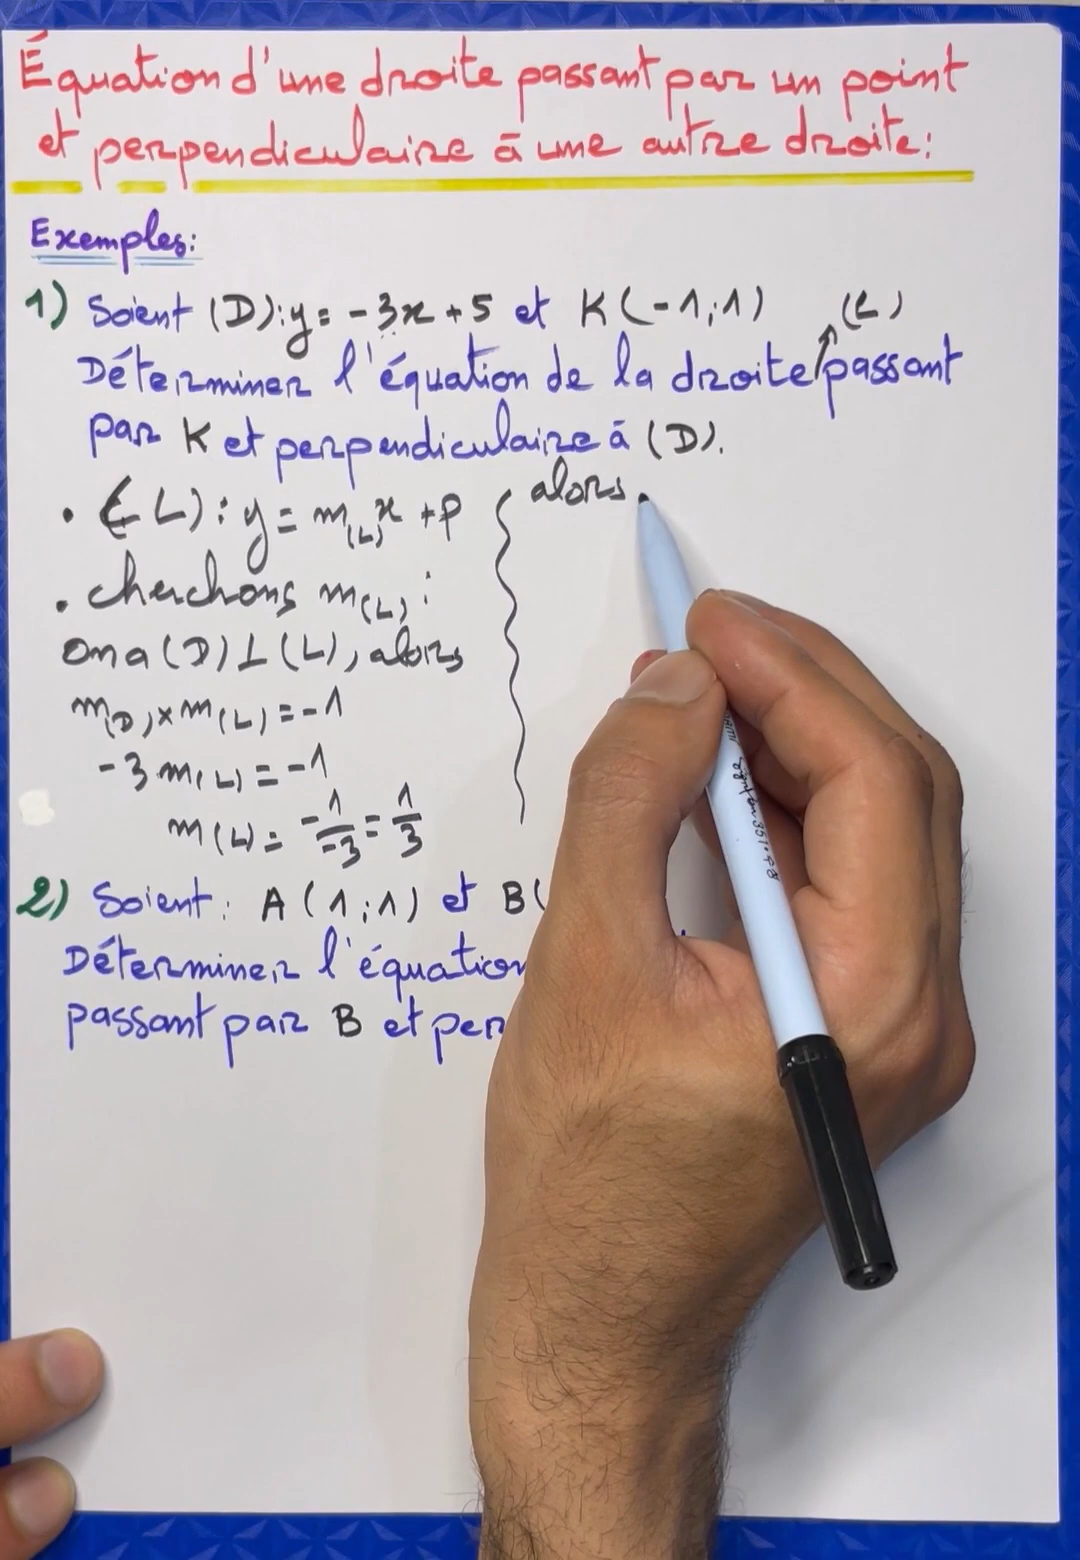 Équation d'une droite passant par un point
et perpendiculaire à une autre droite:
Exemples:
1) Soient (D): y = -3x + 5 et K(-1;1)
(L)
Déterminer l'équation de la droite passant
par K et perpendiculaire à (D).
• (L): y = m(L)x + p
• cherchons m(L):
on a (D)⊥(L), alors
m(D) × m(L) = -1
-3 m(L) = -1
m(L) = -1/-3 = 1/3
alors
2) Soient: A(1;1) et B(
Déterminer l'équation
passant par B et per